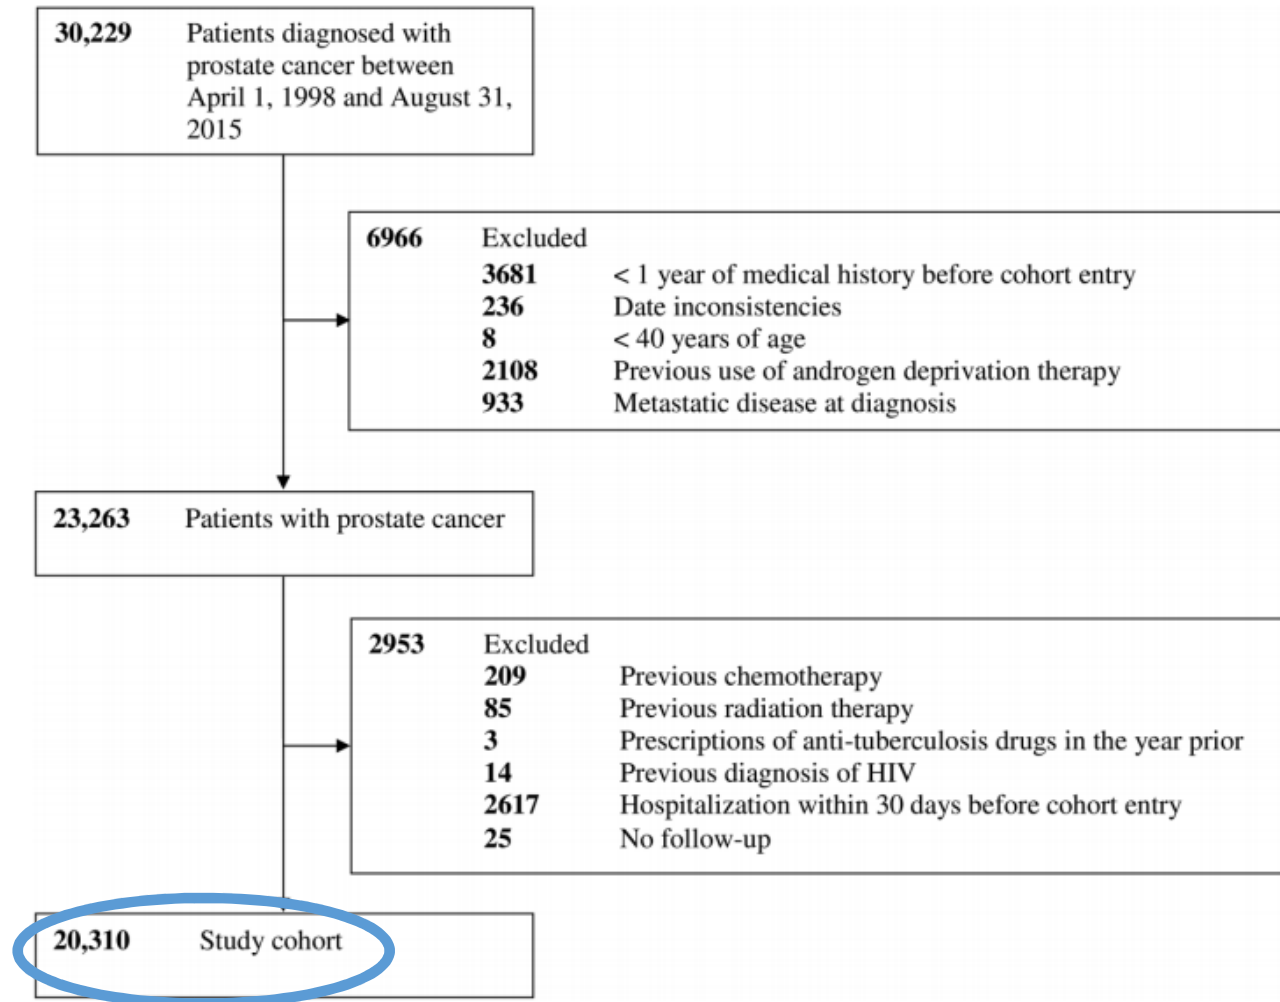 30,229 Patients diagnosed with
prostate cancer between
April 1, 1998 and August 31,
2015
6966 Excluded
3681 < 1 year of medical history before cohort entry
236 Date inconsistencies
8 < 40 years of age
2108 Previous use of androgen deprivation therapy
933 Metastatic disease at diagnosis
23,263 Patients with prostate cancer
2953 Excluded
209 Previous chemotherapy
85 Previous radiation therapy
3 Prescriptions of anti-tuberculosis drugs in the year prior
14 Previous diagnosis of HIV
2617 Hospitalization within 30 days before cohort entry
25 No follow-up
20,310 Study cohort